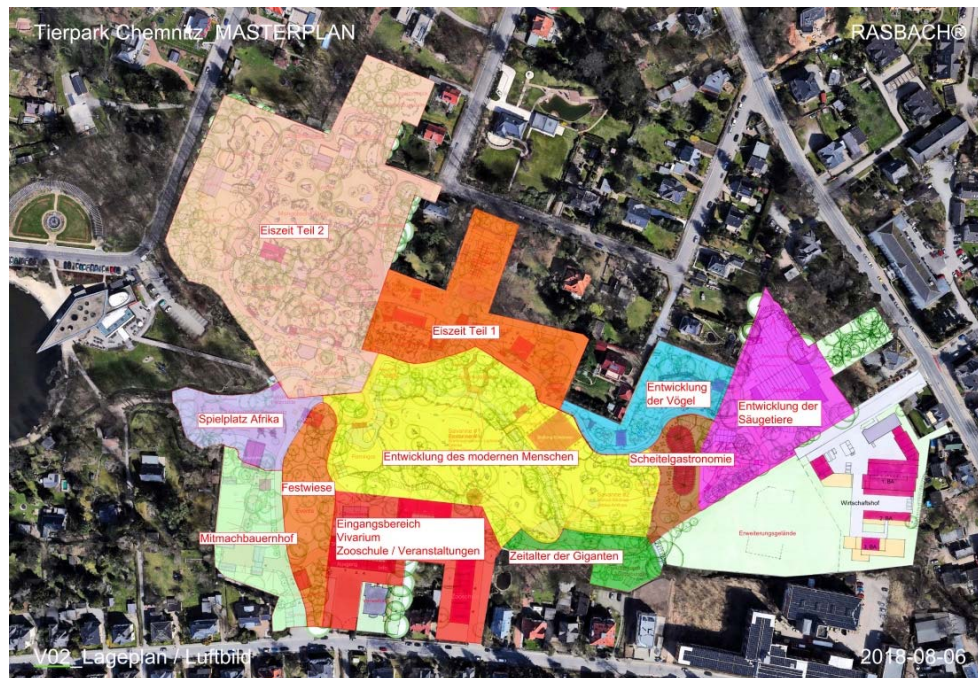 Tierpark Chemnitz MASTERPLAN
RASBACH®
Eiszeit Teil 2
Eiszeit Teil 1
Entwicklung
der Vögel
Entwicklung der
Säugetiere
Spielplatz Afrika
Entwicklung des modernen Menschen
Scheitelgastronomie
Festwiese
Eingangsbereich
Vivarium
Zooschule / Veranstaltungen
Mitmachbauernhof
Zeitalter der Giganten
Erweiterungsgelände
Wirtschaftshof
V02_Lageplan / Luftbild
2018-08-06